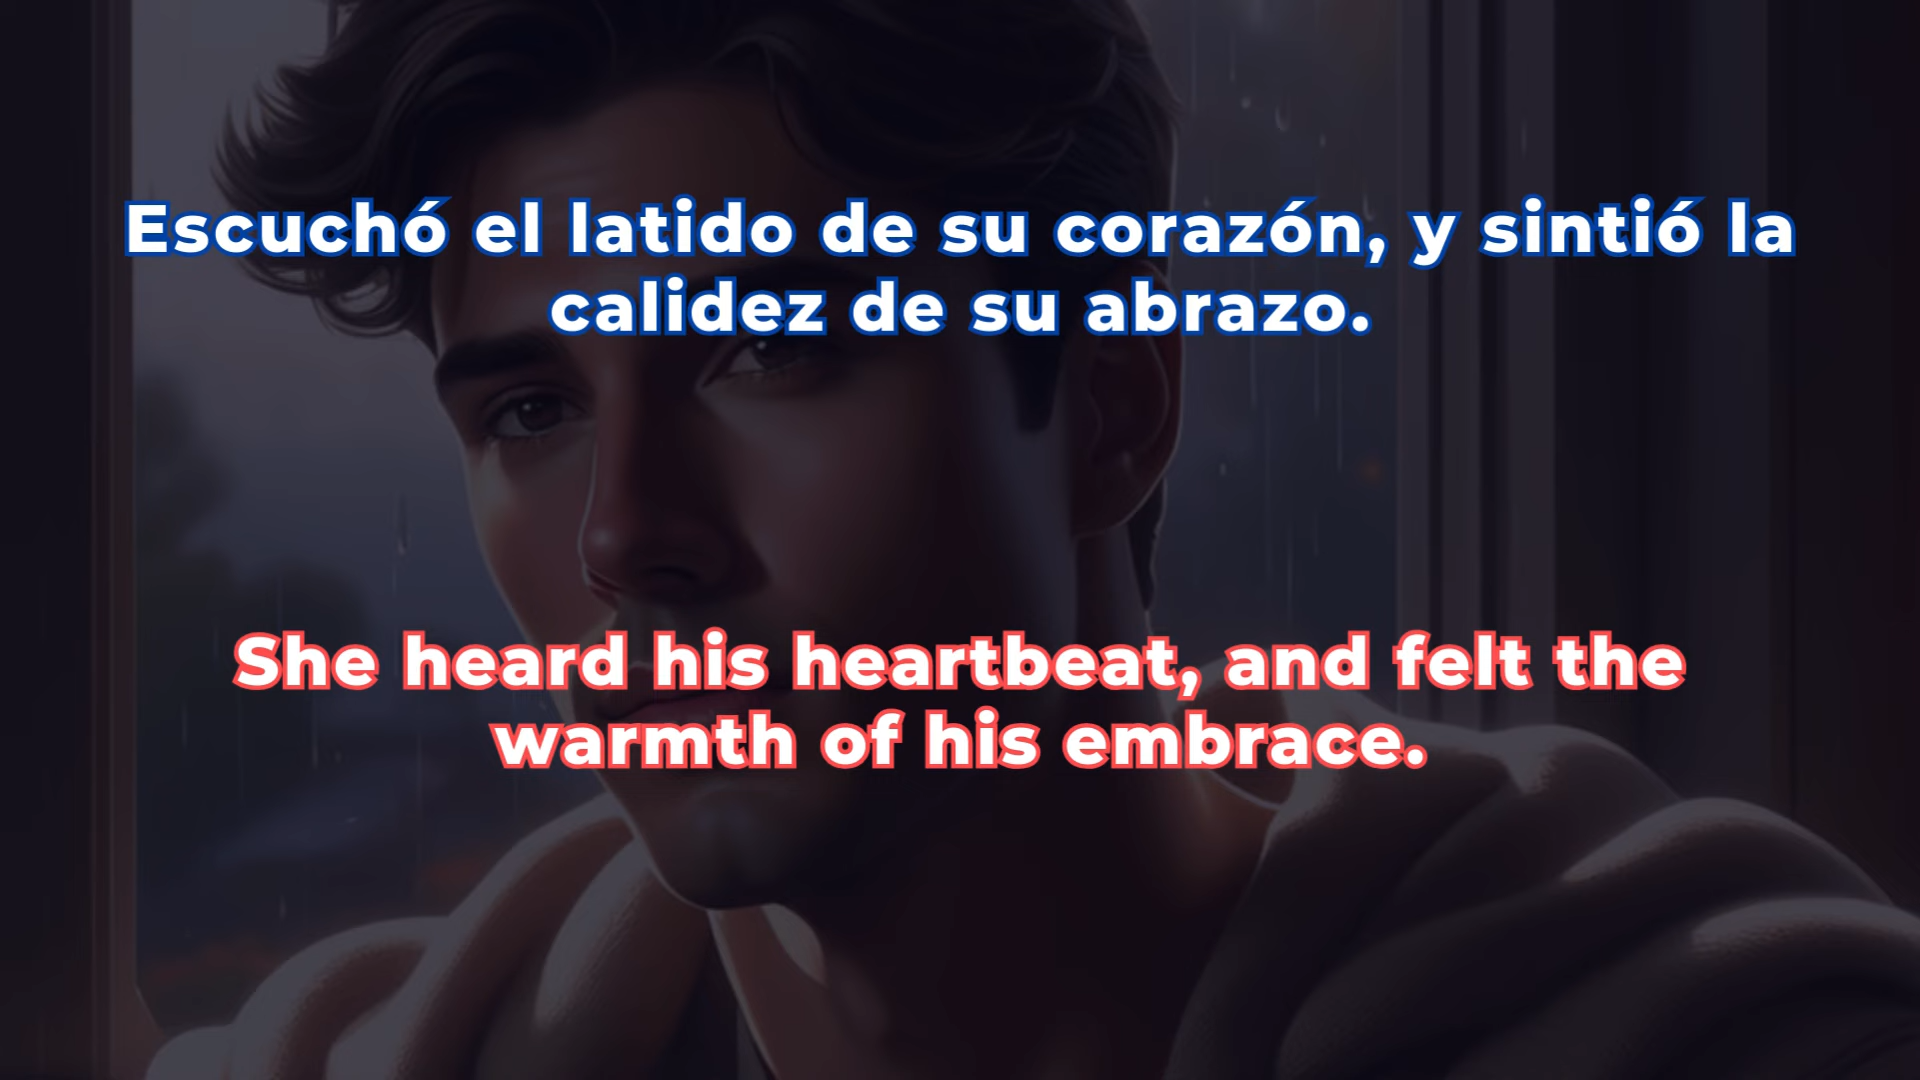 Escuchó el latido de su corazón, y sintió la
calidez de su abrazo.
She heard his heartbeat, and felt the
warmth of his embrace.